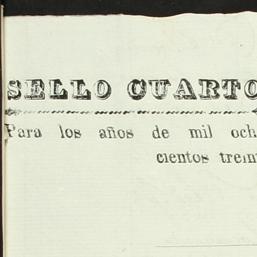 SELLO CUARTO
Para los años de mil och
cientos trein